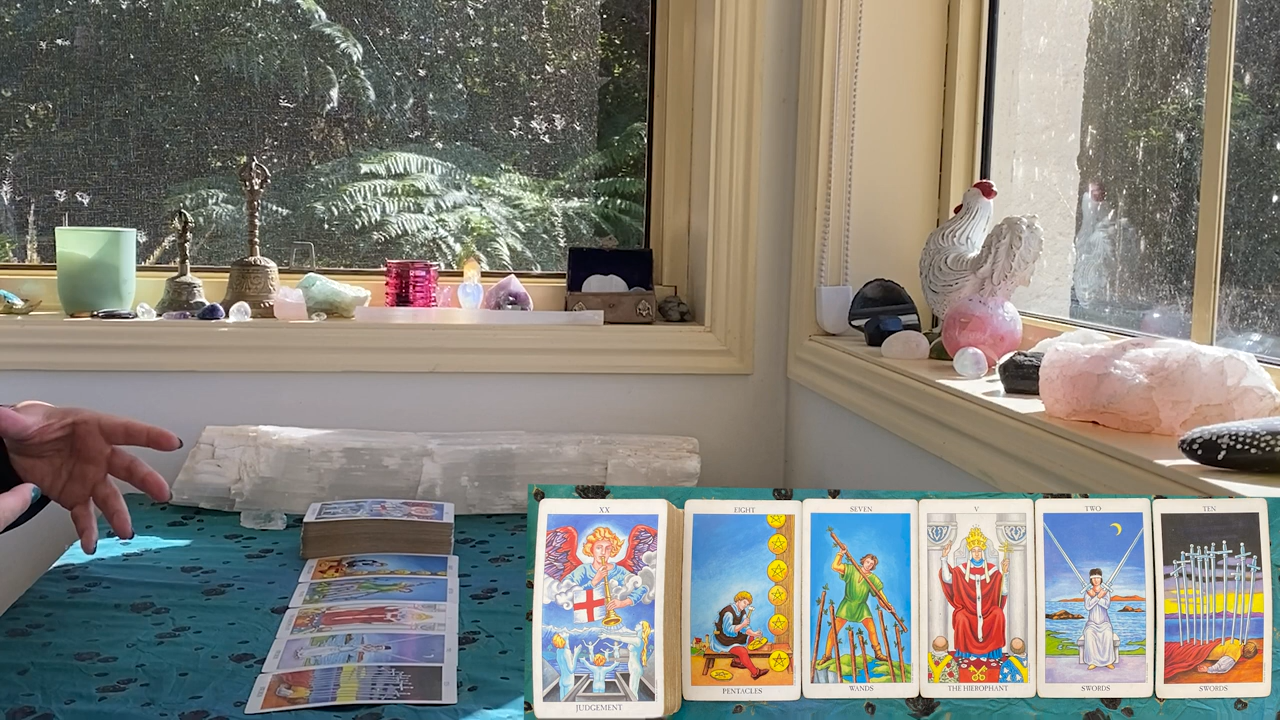 XX
JUDGEMENT
EIGHT
PENTACLES
SEVEN
WANDS
V
THE HIEROPHANT
TWO
SWORDS
TEN
SWORDS